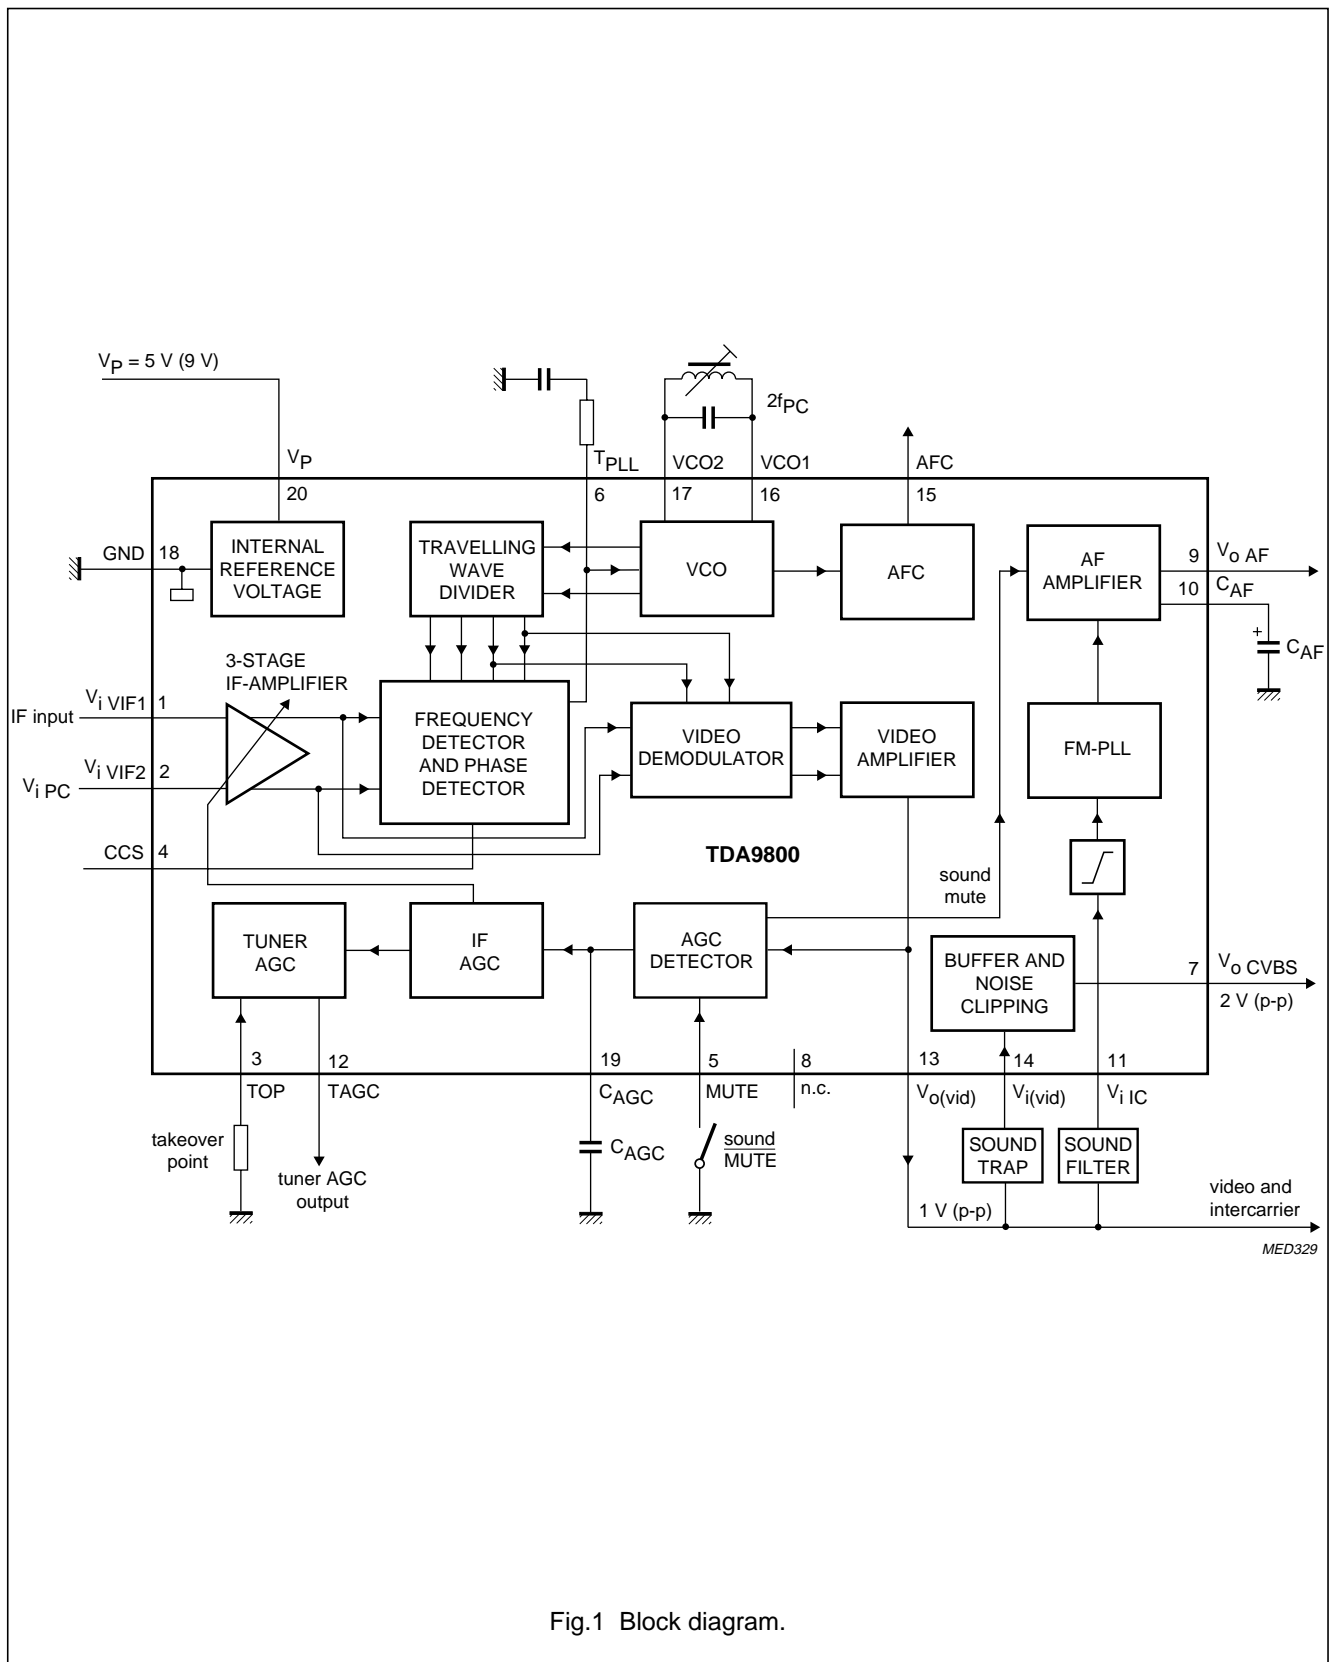 V_P = 5 V (9 V)
2f_PC
V_P
T_PLL
VCO2
VCO1
AFC
20
6
17
16
15
GND
18
INTERNAL
REFERENCE
VOLTAGE
TRAVELLING
WAVE
DIVIDER
VCO
AFC
AF
AMPLIFIER
9
V_o AF
10
C_AF
+
C_AF
3-STAGE
IF-AMPLIFIER
IF input
V_i VIF1
1
V_i VIF2
2
V_i PC
FREQUENCY
DETECTOR
AND PHASE
DETECTOR
VIDEO
DEMODULATOR
VIDEO
AMPLIFIER
FM-PLL
CCS
4
TDA9800
sound
mute
TUNER
AGC
IF
AGC
AGC
DETECTOR
BUFFER AND
NOISE
CLIPPING
7
V_o CVBS
2 V (p-p)
3
12
19
5
8
13
14
11
TOP
TAGC
C_AGC
MUTE
n.c.
V_o(vid)
V_i(vid)
V_i IC
takeover
point
tuner AGC
output
C_AGC
sound
MUTE
SOUND
TRAP
SOUND
FILTER
1 V (p-p)
video and
intercarrier
MED329
Fig.1 Block diagram.